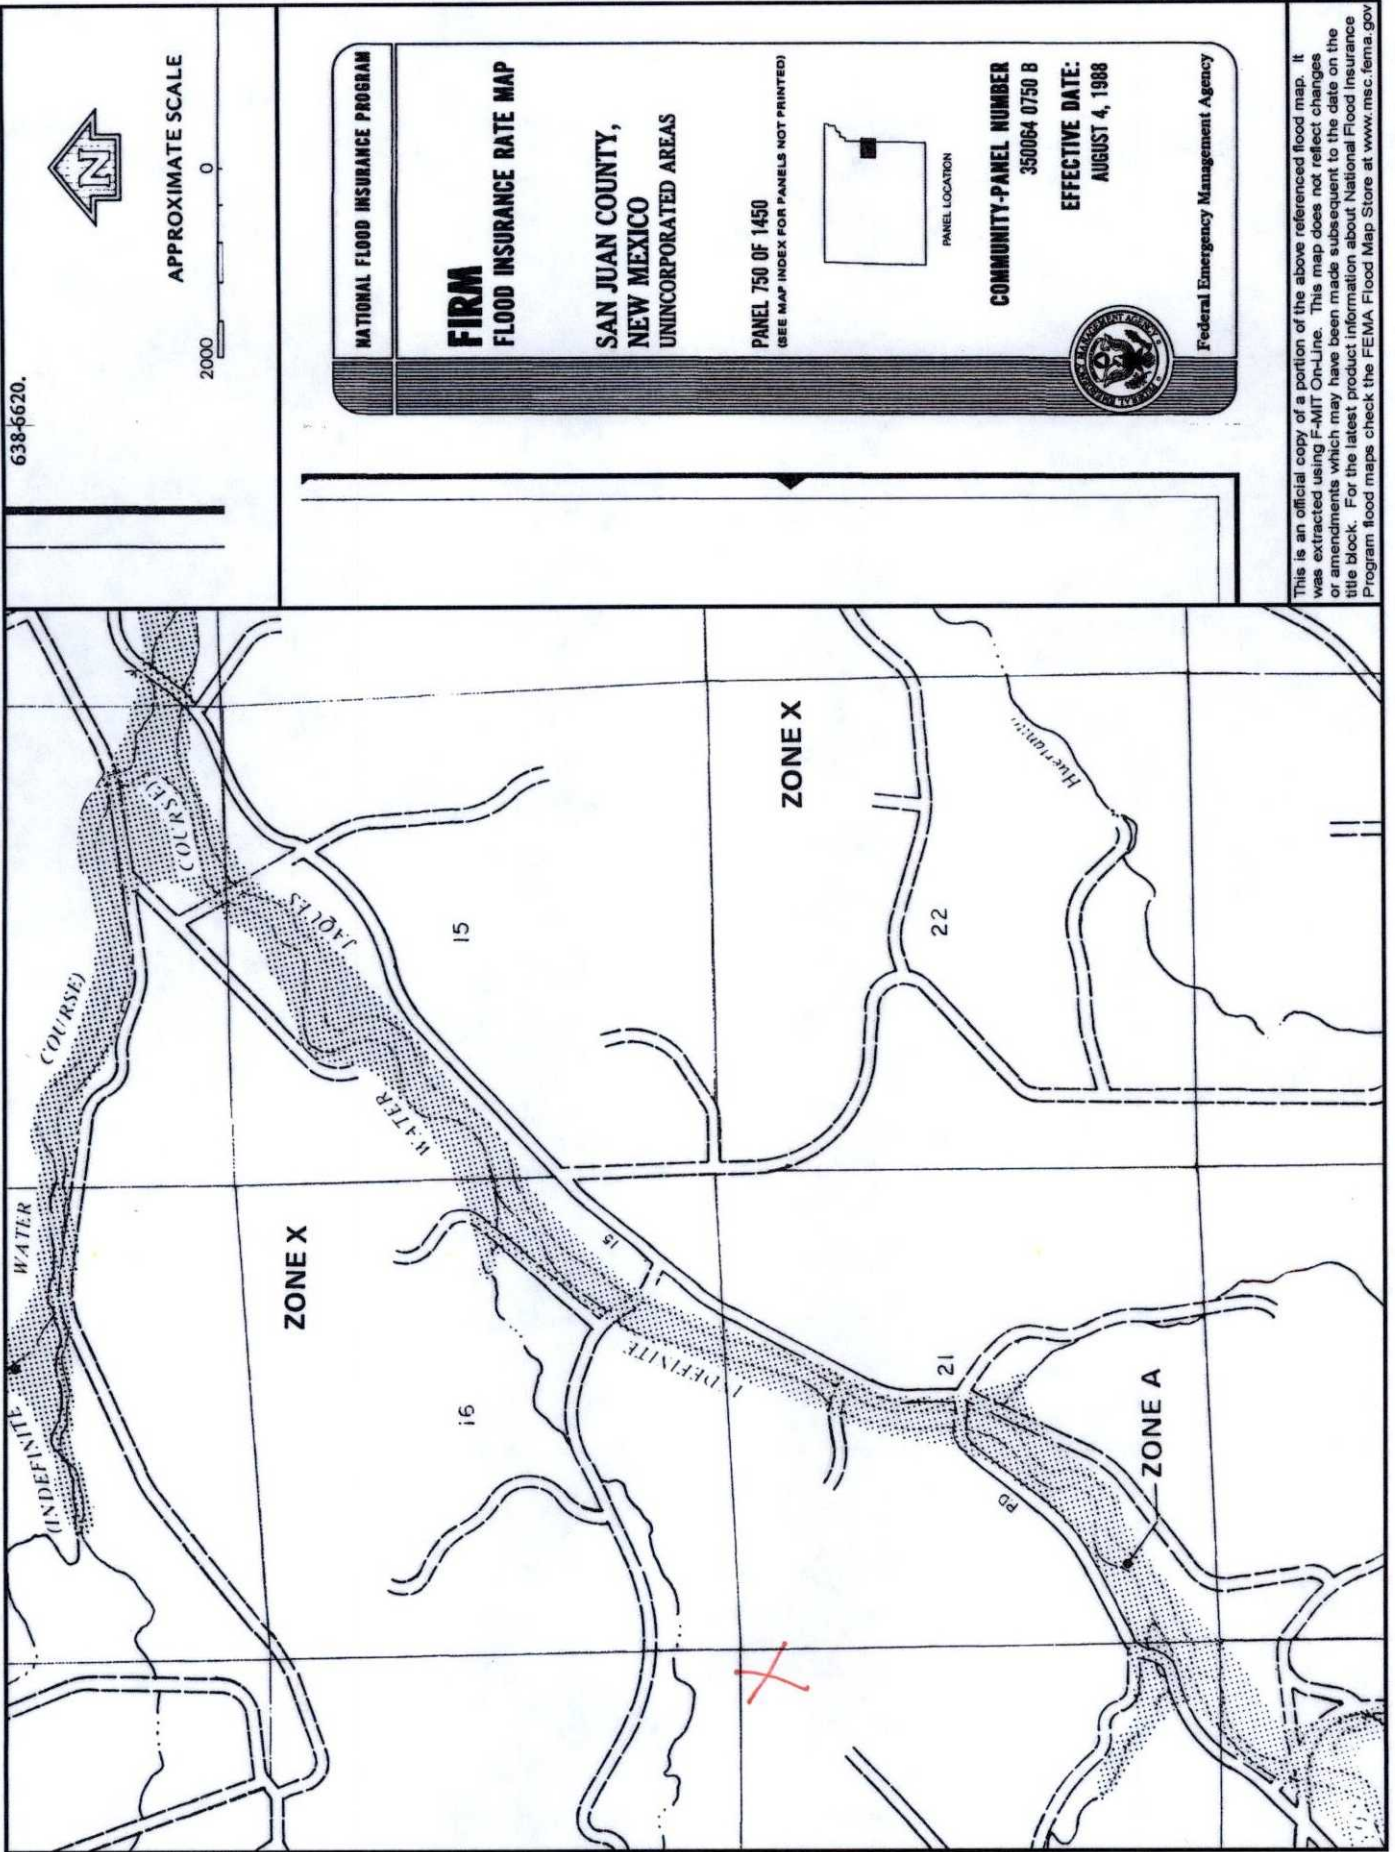 638-6620.
N
APPROXIMATE SCALE
2000 0
NATIONAL FLOOD INSURANCE PROGRAM
FIRM
FLOOD INSURANCE RATE MAP
SAN JUAN COUNTY,
NEW MEXICO
UNINCORPORATED AREAS
PANEL 750 OF 1450
(SEE MAP INDEX FOR PANELS NOT PRINTED)
PANEL LOCATION
COMMUNITY-PANEL NUMBER
350064 0750 B
EFFECTIVE DATE:
AUGUST 4, 1988
FEDERAL EMERGENCY MANAGEMENT AGENCY
Federal Emergency Management Agency
This is an official copy of a portion of the above referenced flood map. It
was extracted using F-MIT On-Line. This map does not reflect changes
or amendments which may have been made subsequent to the date on the
title block. For the latest product information about National Flood Insurance
Program flood maps check the FEMA Flood Map Store at www.msc.fema.gov
(INDEFINITE
WATER
COURSE)
COURSE)
JAQUES
WATER
ZONE X
15
16
15
ZONE X
22
21
PD
ZONE A